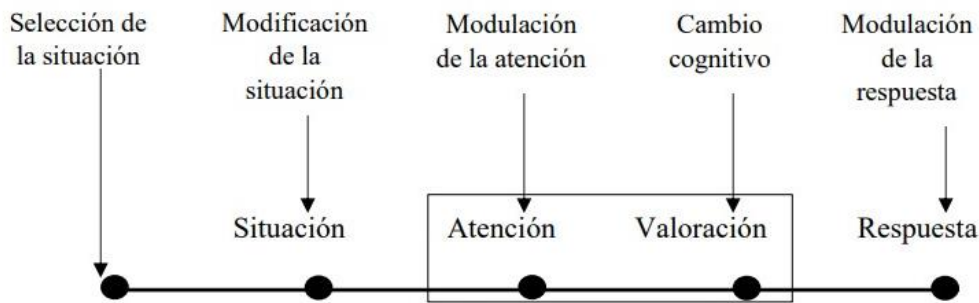 Selección de
la situación
Modificación
de la
situación
Modulación
de la atención
Cambio
cognitivo
Modulación
de la
respuesta
Situación
Atención
Valoración
Respuesta